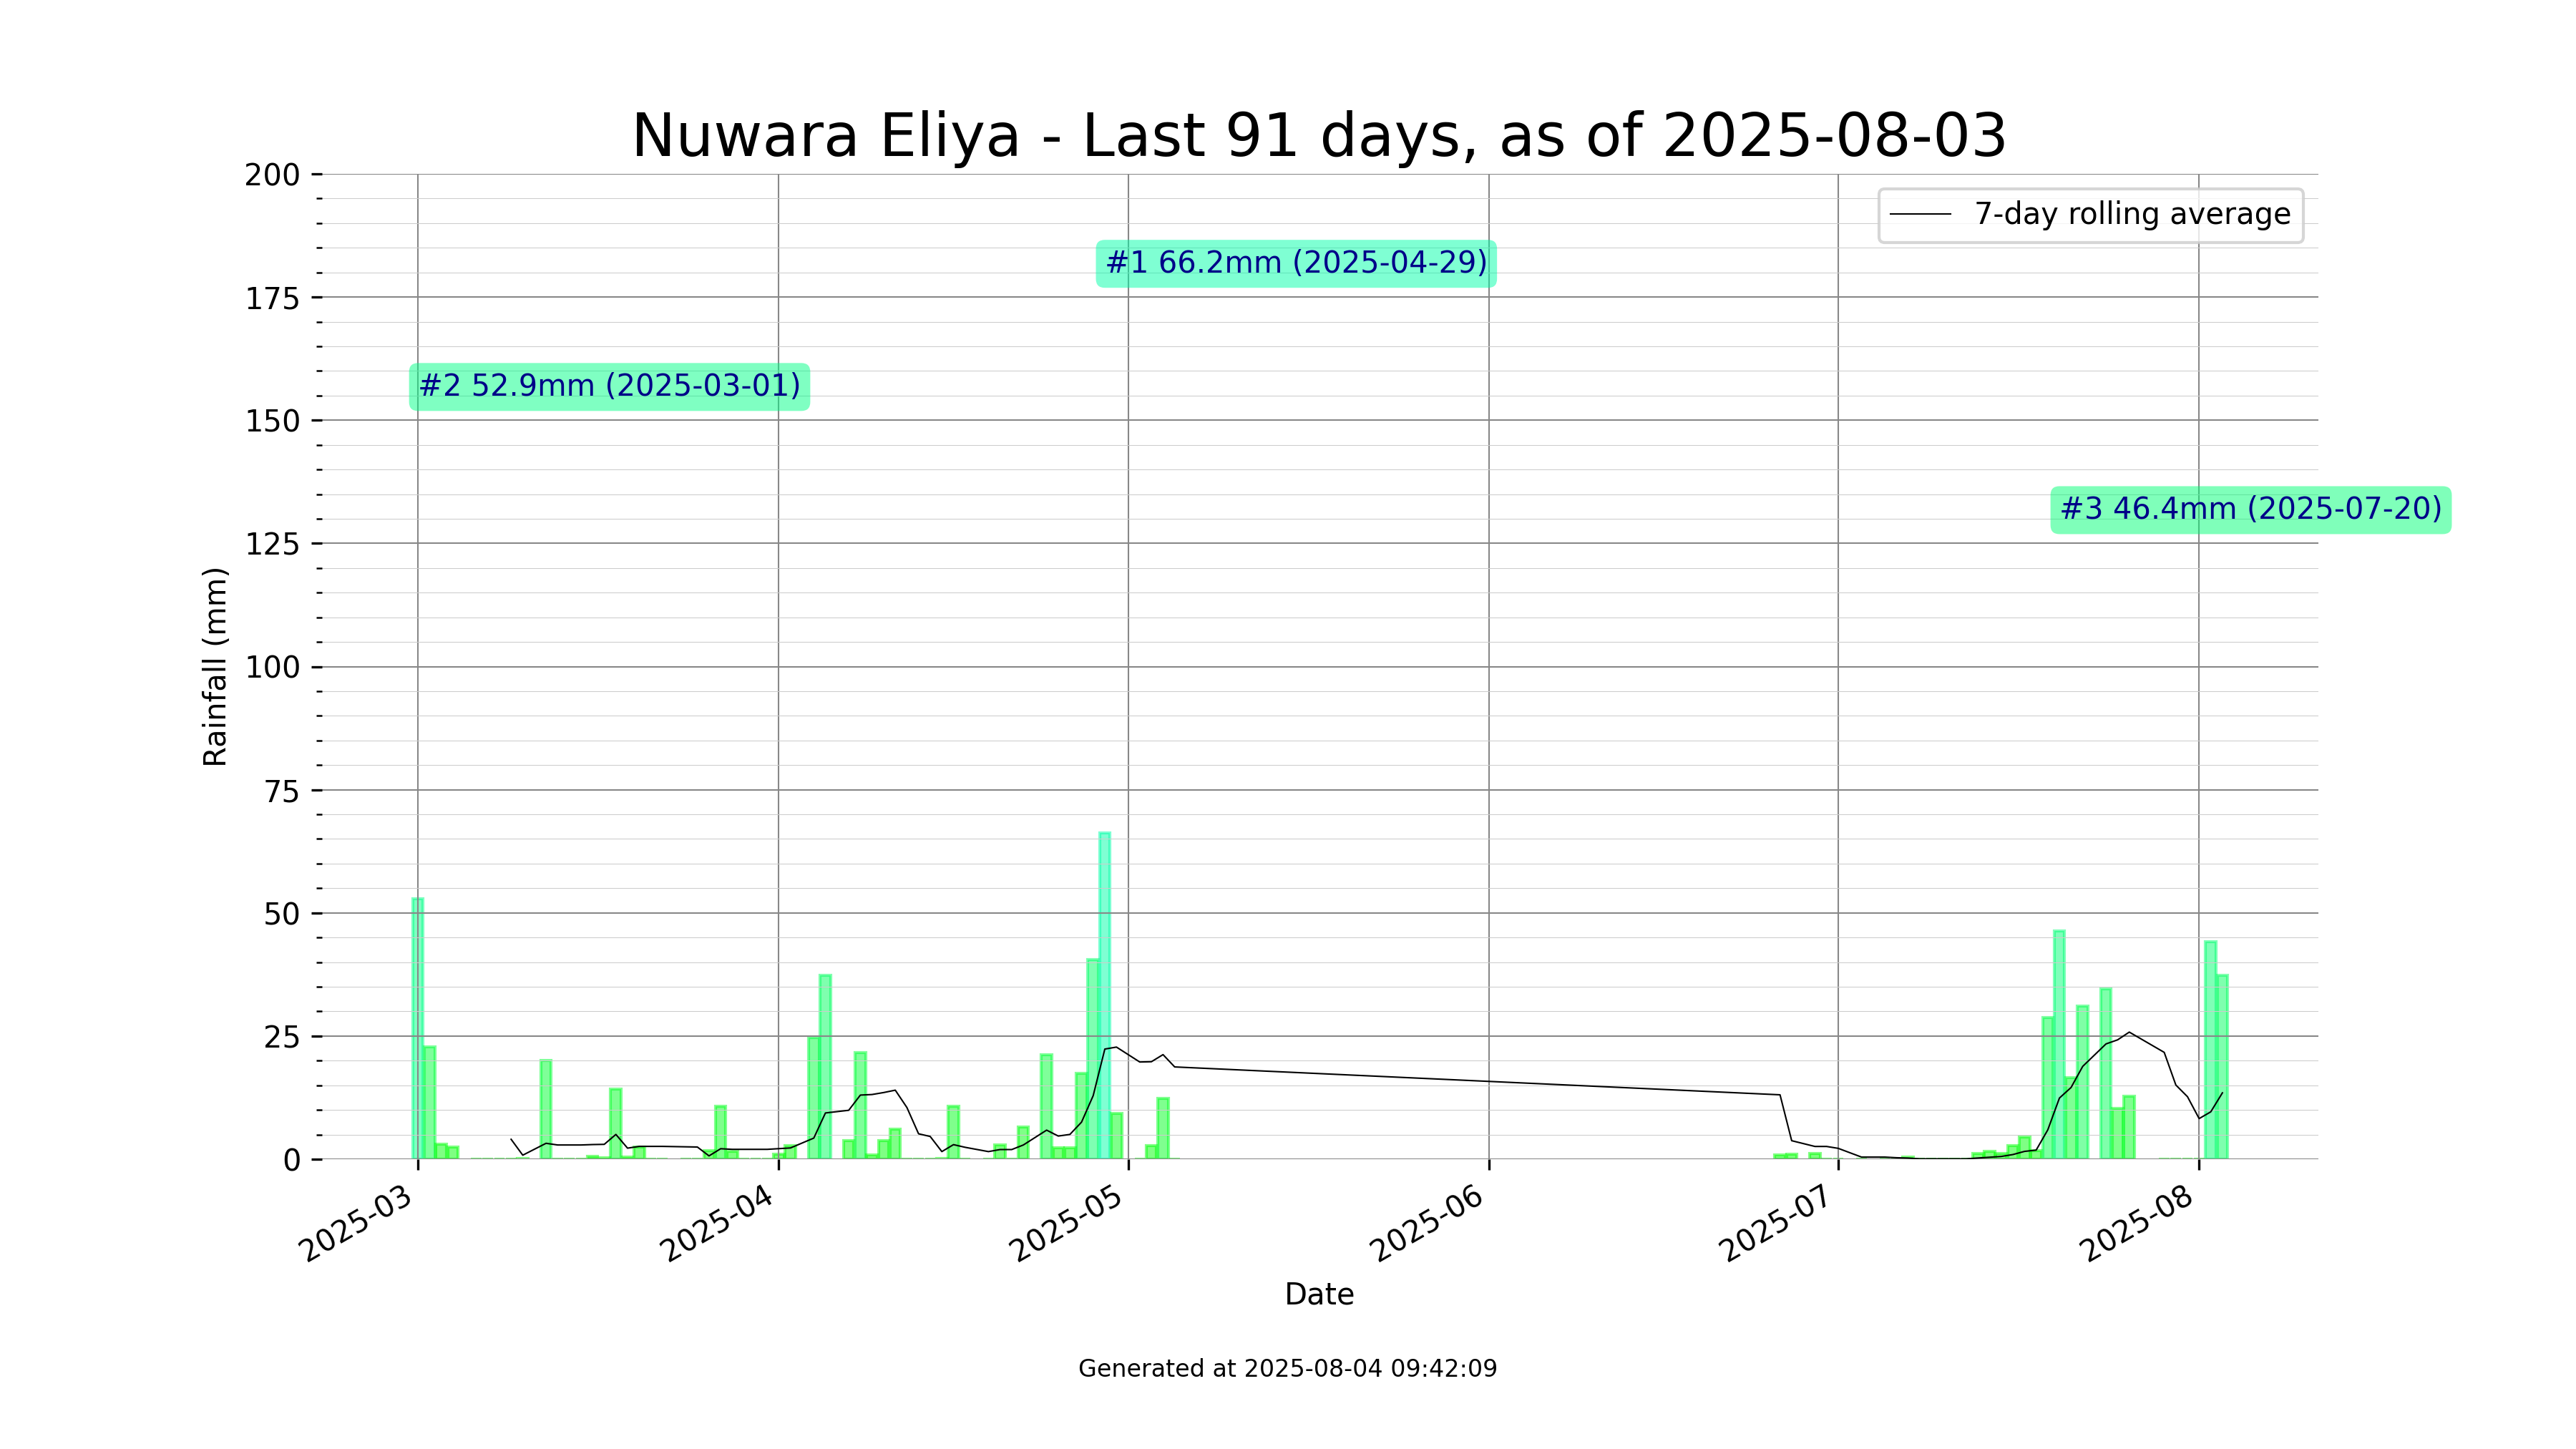 Nuwara Eliya - Last 91 days, as of 2025-08-03
7-day rolling average
#1 66.2mm (2025-04-29)
#2 52.9mm (2025-03-01)
#3 46.4mm (2025-07-20)
Rainfall (mm)
200
175
150
125
100
75
50
25
0
2025-03
2025-04
2025-05
2025-06
2025-07
2025-08
Date
Generated at 2025-08-04 09:42:09